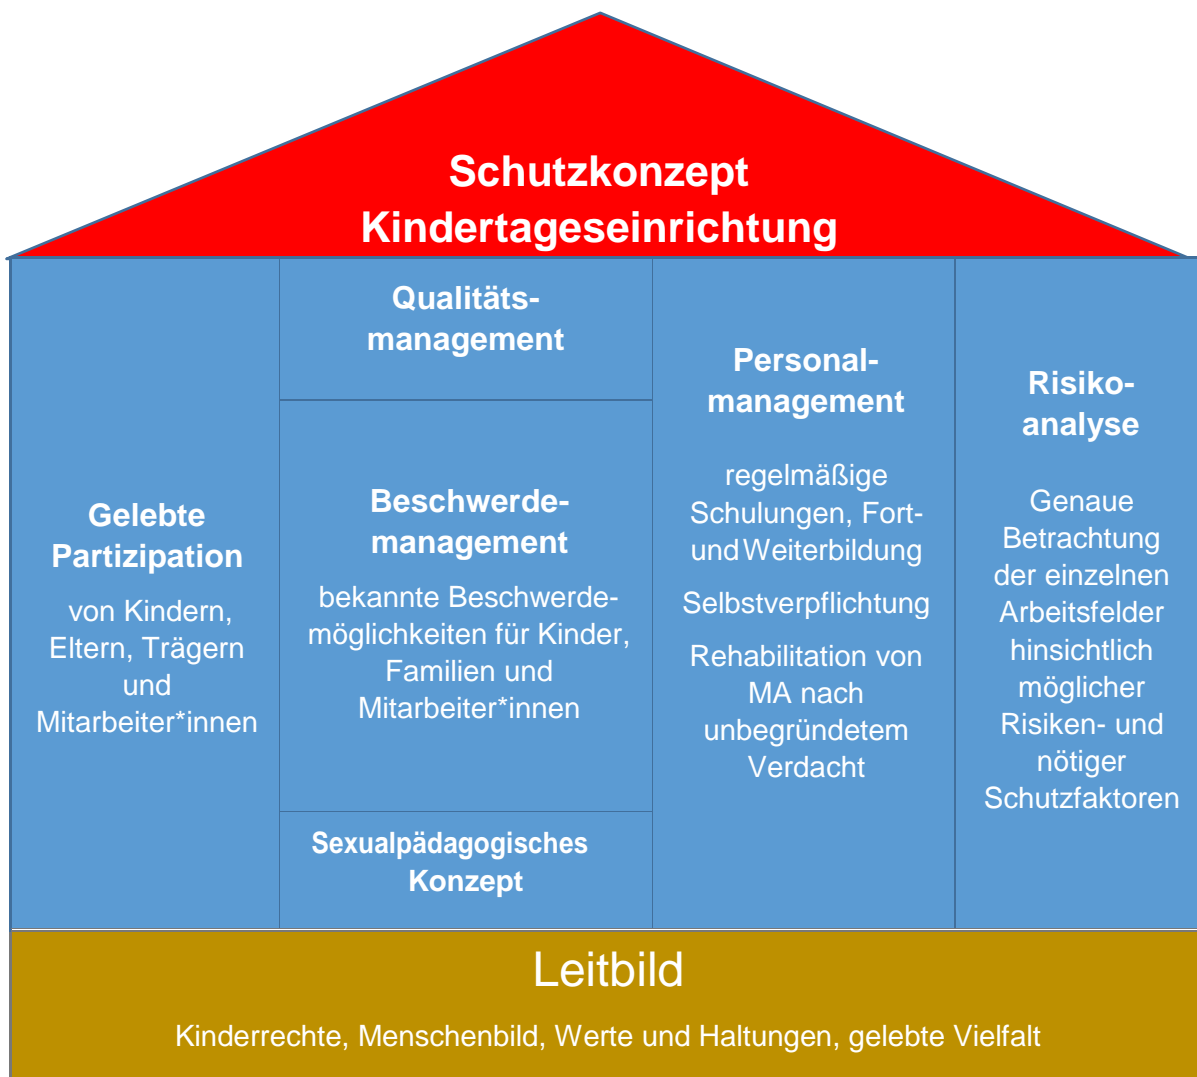 Schutzkonzept
Kindertageseinrichtung
Gelebte
Partizipation
von Kindern,
Eltern, Trägern
und
Mitarbeiter*innen
Qualitäts-
management
Beschwerde-
management
bekannte Beschwerde-
möglichkeiten für Kinder,
Familien und
Mitarbeiter*innen
Sexualpädagogisches
Konzept
Personal-
management
regelmäßige
Schulungen, Fort-
und Weiterbildung
Selbstverpflichtung
Rehabilitation von
MA nach
unbegründetem
Verdacht
Risiko-
analyse
Genaue
Betrachtung
der einzelnen
Arbeitsfelder
hinsichtlich
möglicher
Risiken- und
nötiger
Schutzfaktoren
Leitbild
Kinderrechte, Menschenbild, Werte und Haltungen, gelebte Vielfalt